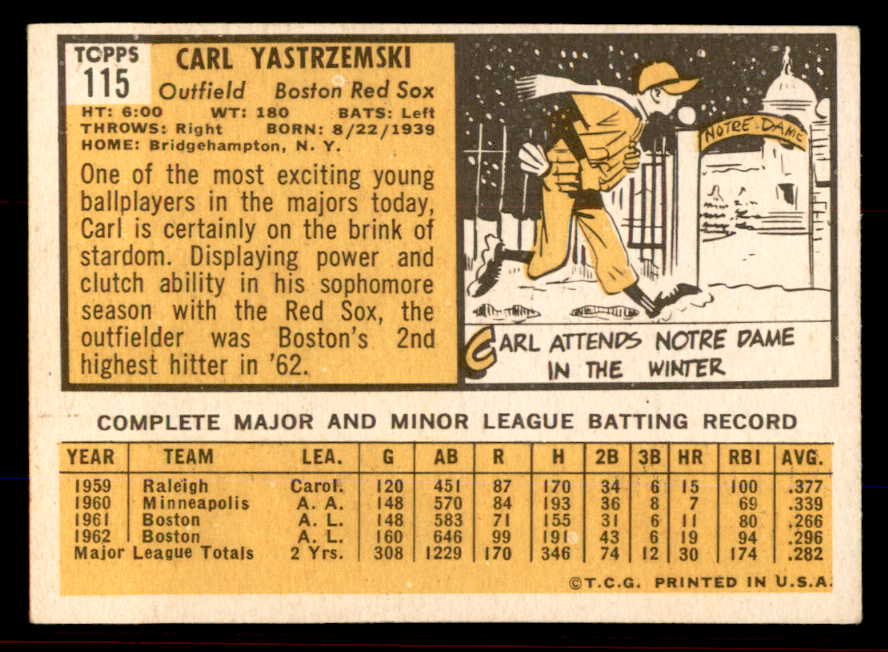 TOPPS
115
CARL YASTRZEMSKI
Outfield Boston Red Sox
HT: 6:00 WT: 180 BATS: Left
THROWS: Right BORN: 8/22/1939
HOME: Bridgehampton, N. Y.
One of the most exciting young
ballplayers in the majors today,
Carl is certainly on the brink of
stardom. Displaying power and
clutch ability in his sophomore
season with the Red Sox, the
outfielder was Boston's 2nd
highest hitter in '62.
NOTRE-DAME
CARL ATTENDS NOTRE DAME
IN THE WINTER
COMPLETE MAJOR AND MINOR LEAGUE BATTING RECORD
YEAR TEAM LEA. G AB R H 2B 3B HR RBI AVG.
1959 Raleigh Carol. 120 451 87 170 34 6 15 100 .377
1960 Minneapolis A. A. 148 570 84 193 36 8 7 69 .339
1961 Boston A. L. 148 583 71 155 31 6 11 80 .266
1962 Boston A. L. 160 646 99 191 43 6 19 94 .296
Major League Totals 2 Yrs. 308 1229 170 346 74 12 30 174 .282
©T.C.G. PRINTED IN U.S.A.